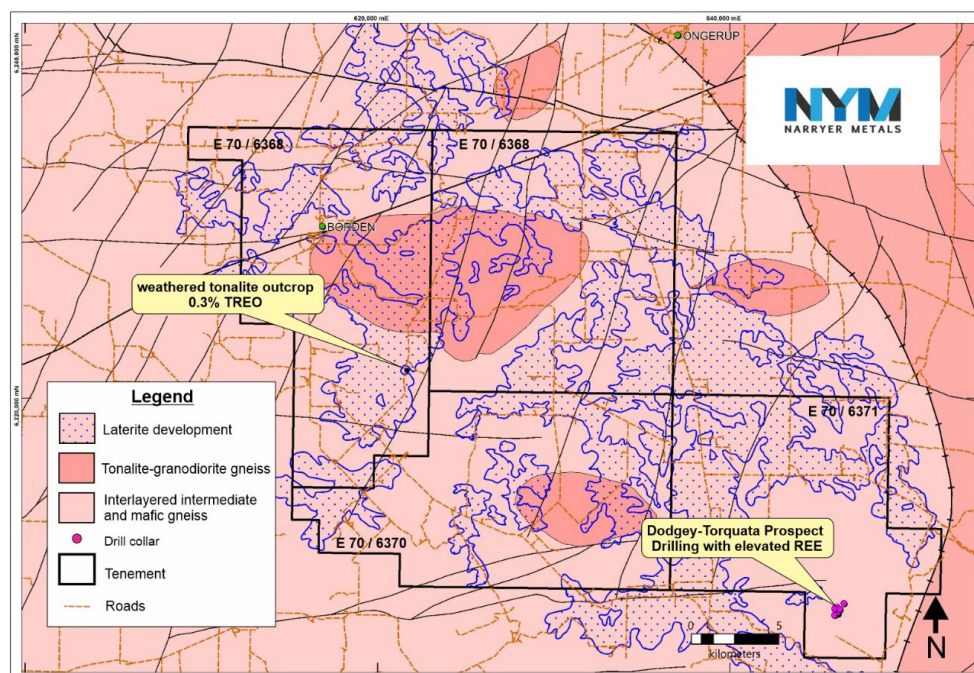 620,000 mE
640,000 mE
6,240,000 mN
ONGERUP
NYM
NARRYER METALS
E 70 / 6368
E 70 / 6368
BORDEN
weathered tonalite outcrop
0.3% TREO
6,220,000 mN
E 70 / 6371
Legend
Laterite development
Tonalite-granodiorite gneiss
Interlayered intermediate
and mafic gneiss
Drill collar
Tenement
Roads
E 70 / 6370
Dodgey-Torquata Prospect
Drilling with elevated REE
0
5
kilometers
N